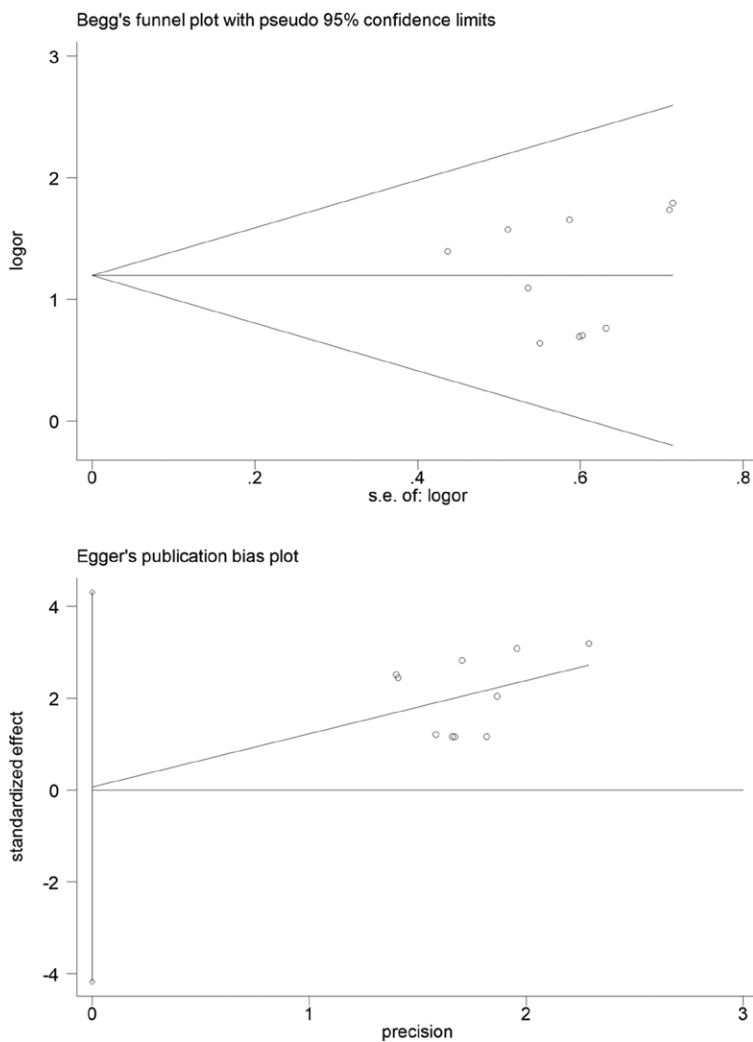 Begg's funnel plot with pseudo 95% confidence limits
3
2
1
0
logor
0 .2 .4 .6 .8
s.e. of: logor
Egger's publication bias plot
4
2
0
-2
-4
standardized effect
0 1 2 3
precision